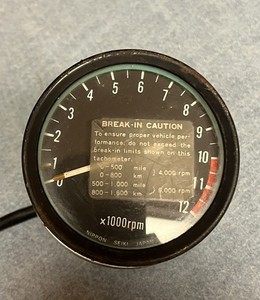 0
1
2
3
4
5
6
7
8
9
10
11
12
BREAK-IN CAUTION
To ensure proper vehicle per-
formance, do not exceed the
break-in limits shown on this
tachometer.
0-500 mile
0-800 km
4,000 rpm
500-1,000 mile
800-1,600 km
5,000 rpm
x1000rpm
NIPPON SEIKI JAPAN